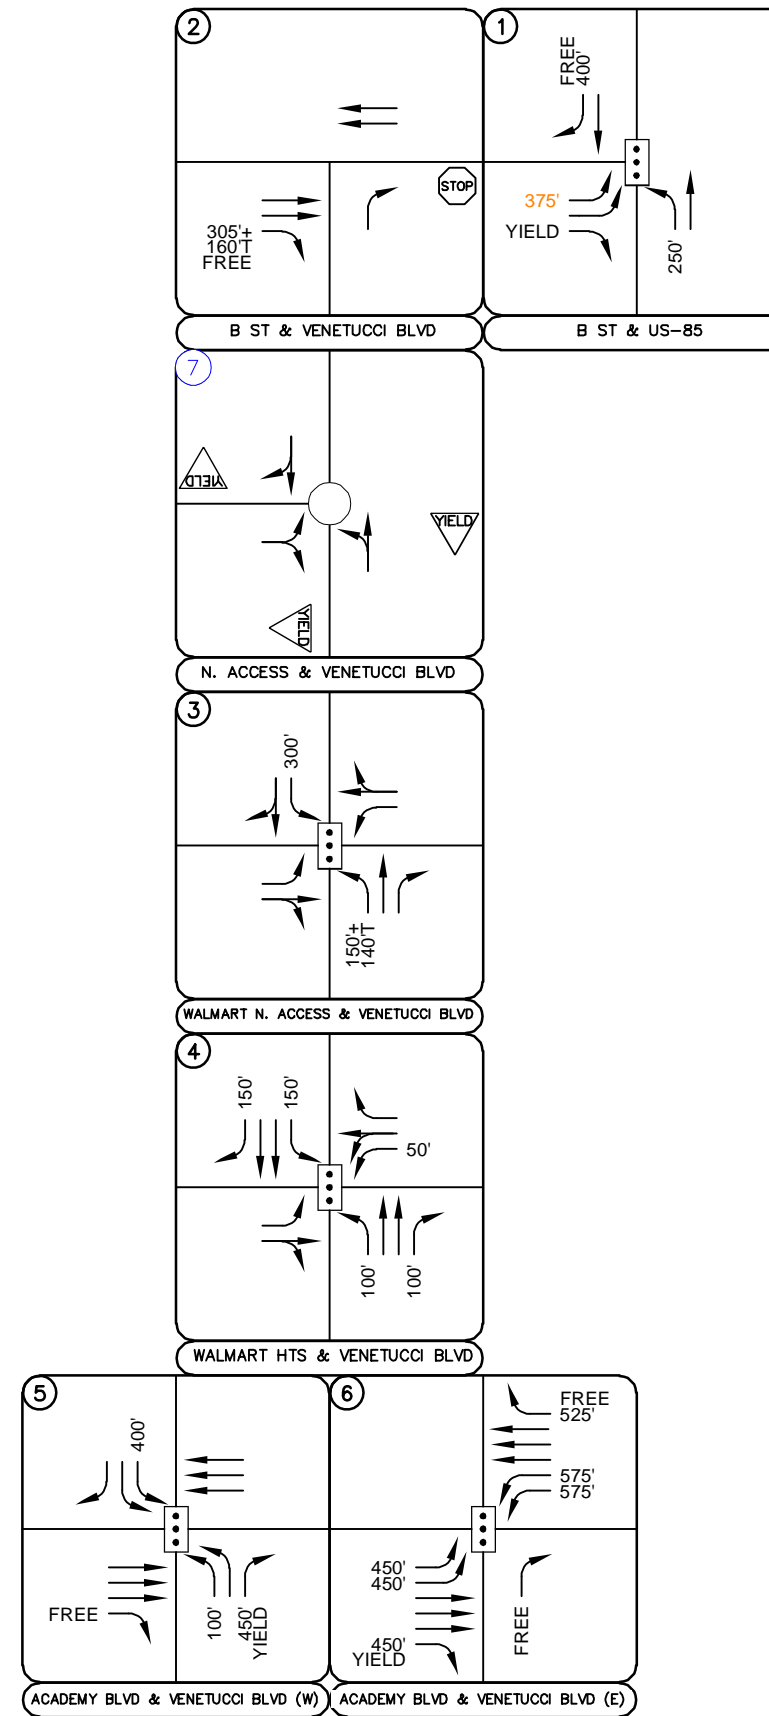 2
305'+
160'T
FREE
STOP
B ST & VENETUCCI BLVD
1
FREE
400'
375'
YIELD
250'
B ST & US-85
7
YIELD
YIELD
YIELD
N. ACCESS & VENETUCCI BLVD
3
300'
150'+
140'T
WALMART N. ACCESS & VENETUCCI BLVD
4
150'
150'
50'
100'
100'
WALMART HTS & VENETUCCI BLVD
5
400'
FREE
100'
450'
YIELD
ACADEMY BLVD & VENETUCCI BLVD (W)
6
FREE
525'
575'
575'
450'
450'
450'
YIELD
FREE
ACADEMY BLVD & VENETUCCI BLVD (E)